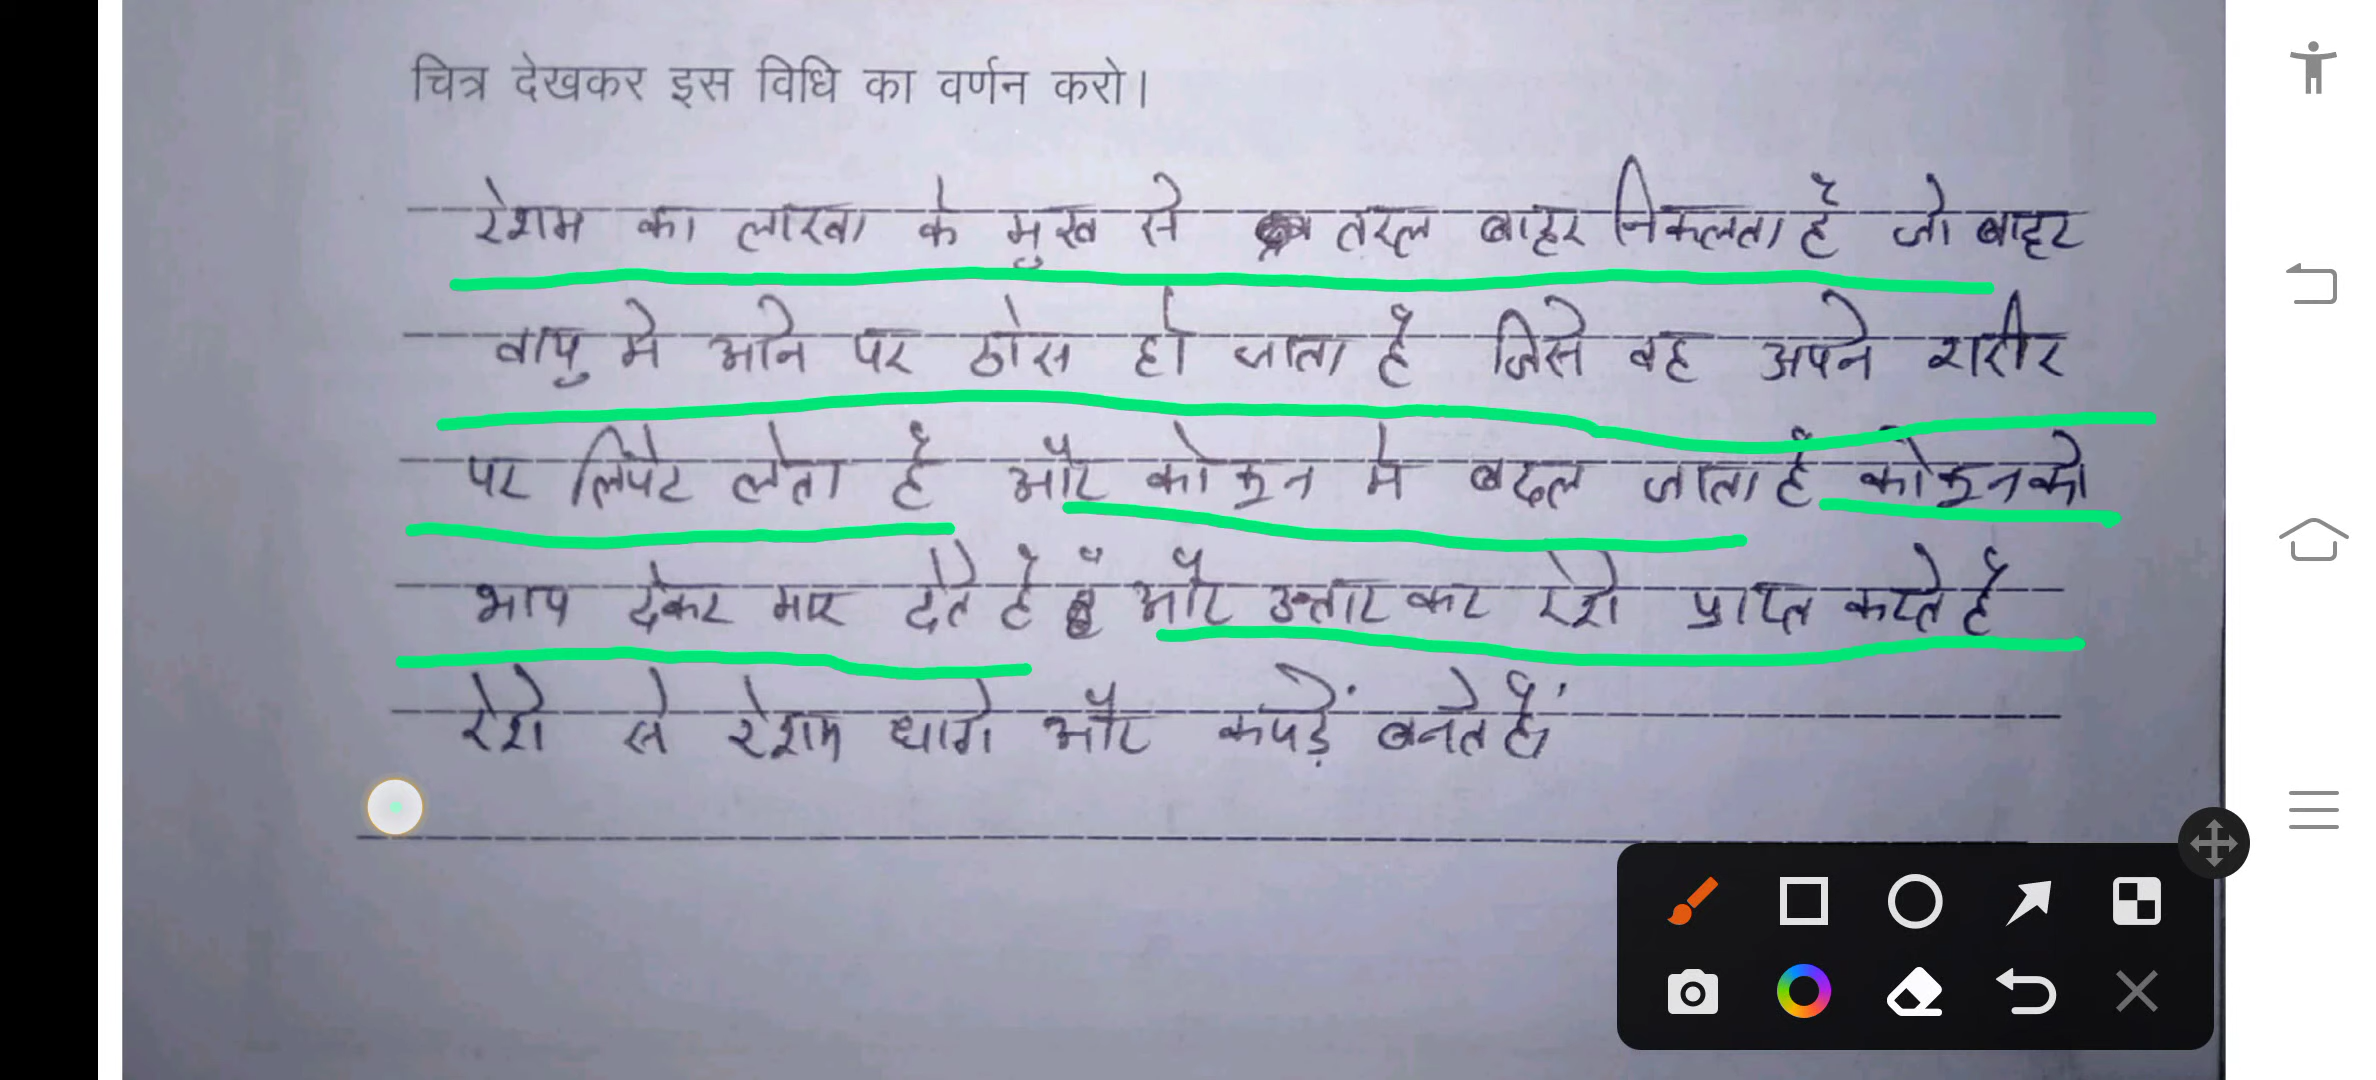 चित्र देखकर इस विधि का वर्णन करो।
रेशम का लारवा के मुख से तरल बाहर निकलता है जो बाहर
वायु मे आने पर ठोस हो जाता है जिसे वह अपने शरीर
पर लिपेट लेता है और कोकून मे बदल जाता है कोकूनको
भाप देकर मार देते है और उतार कर रेशे प्राप्त करते है
रेशे से रेशम धागे और कपड़ें बनते हैं।